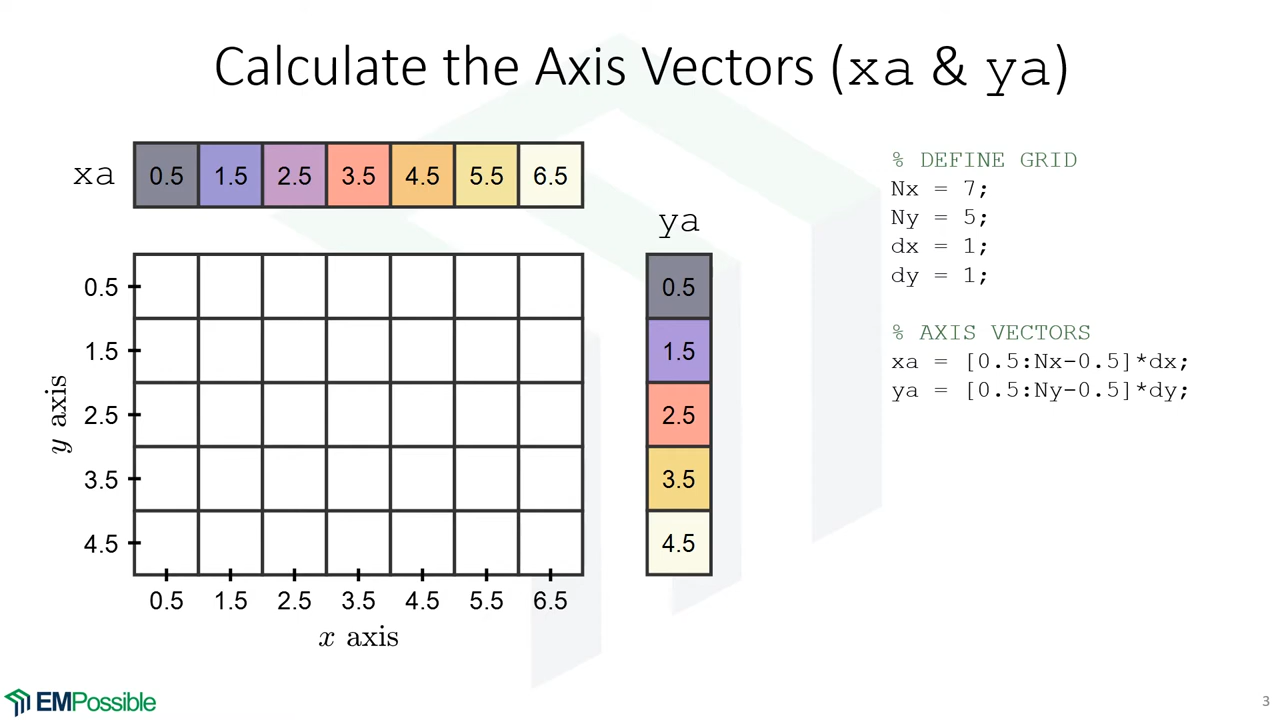 Calculate the Axis Vectors (xa & ya)
xa 0.5 1.5 2.5 3.5 4.5 5.5 6.5
ya
0.5
1.5
2.5
3.5
4.5
y axis
0.5
1.5
2.5
3.5
4.5
0.5 1.5 2.5 3.5 4.5 5.5 6.5
x axis
% DEFINE GRID
Nx = 7;
Ny = 5;
dx = 1;
dy = 1;
% AXIS VECTORS
xa = [0.5:Nx-0.5]*dx;
ya = [0.5:Ny-0.5]*dy;
EMPossible
3